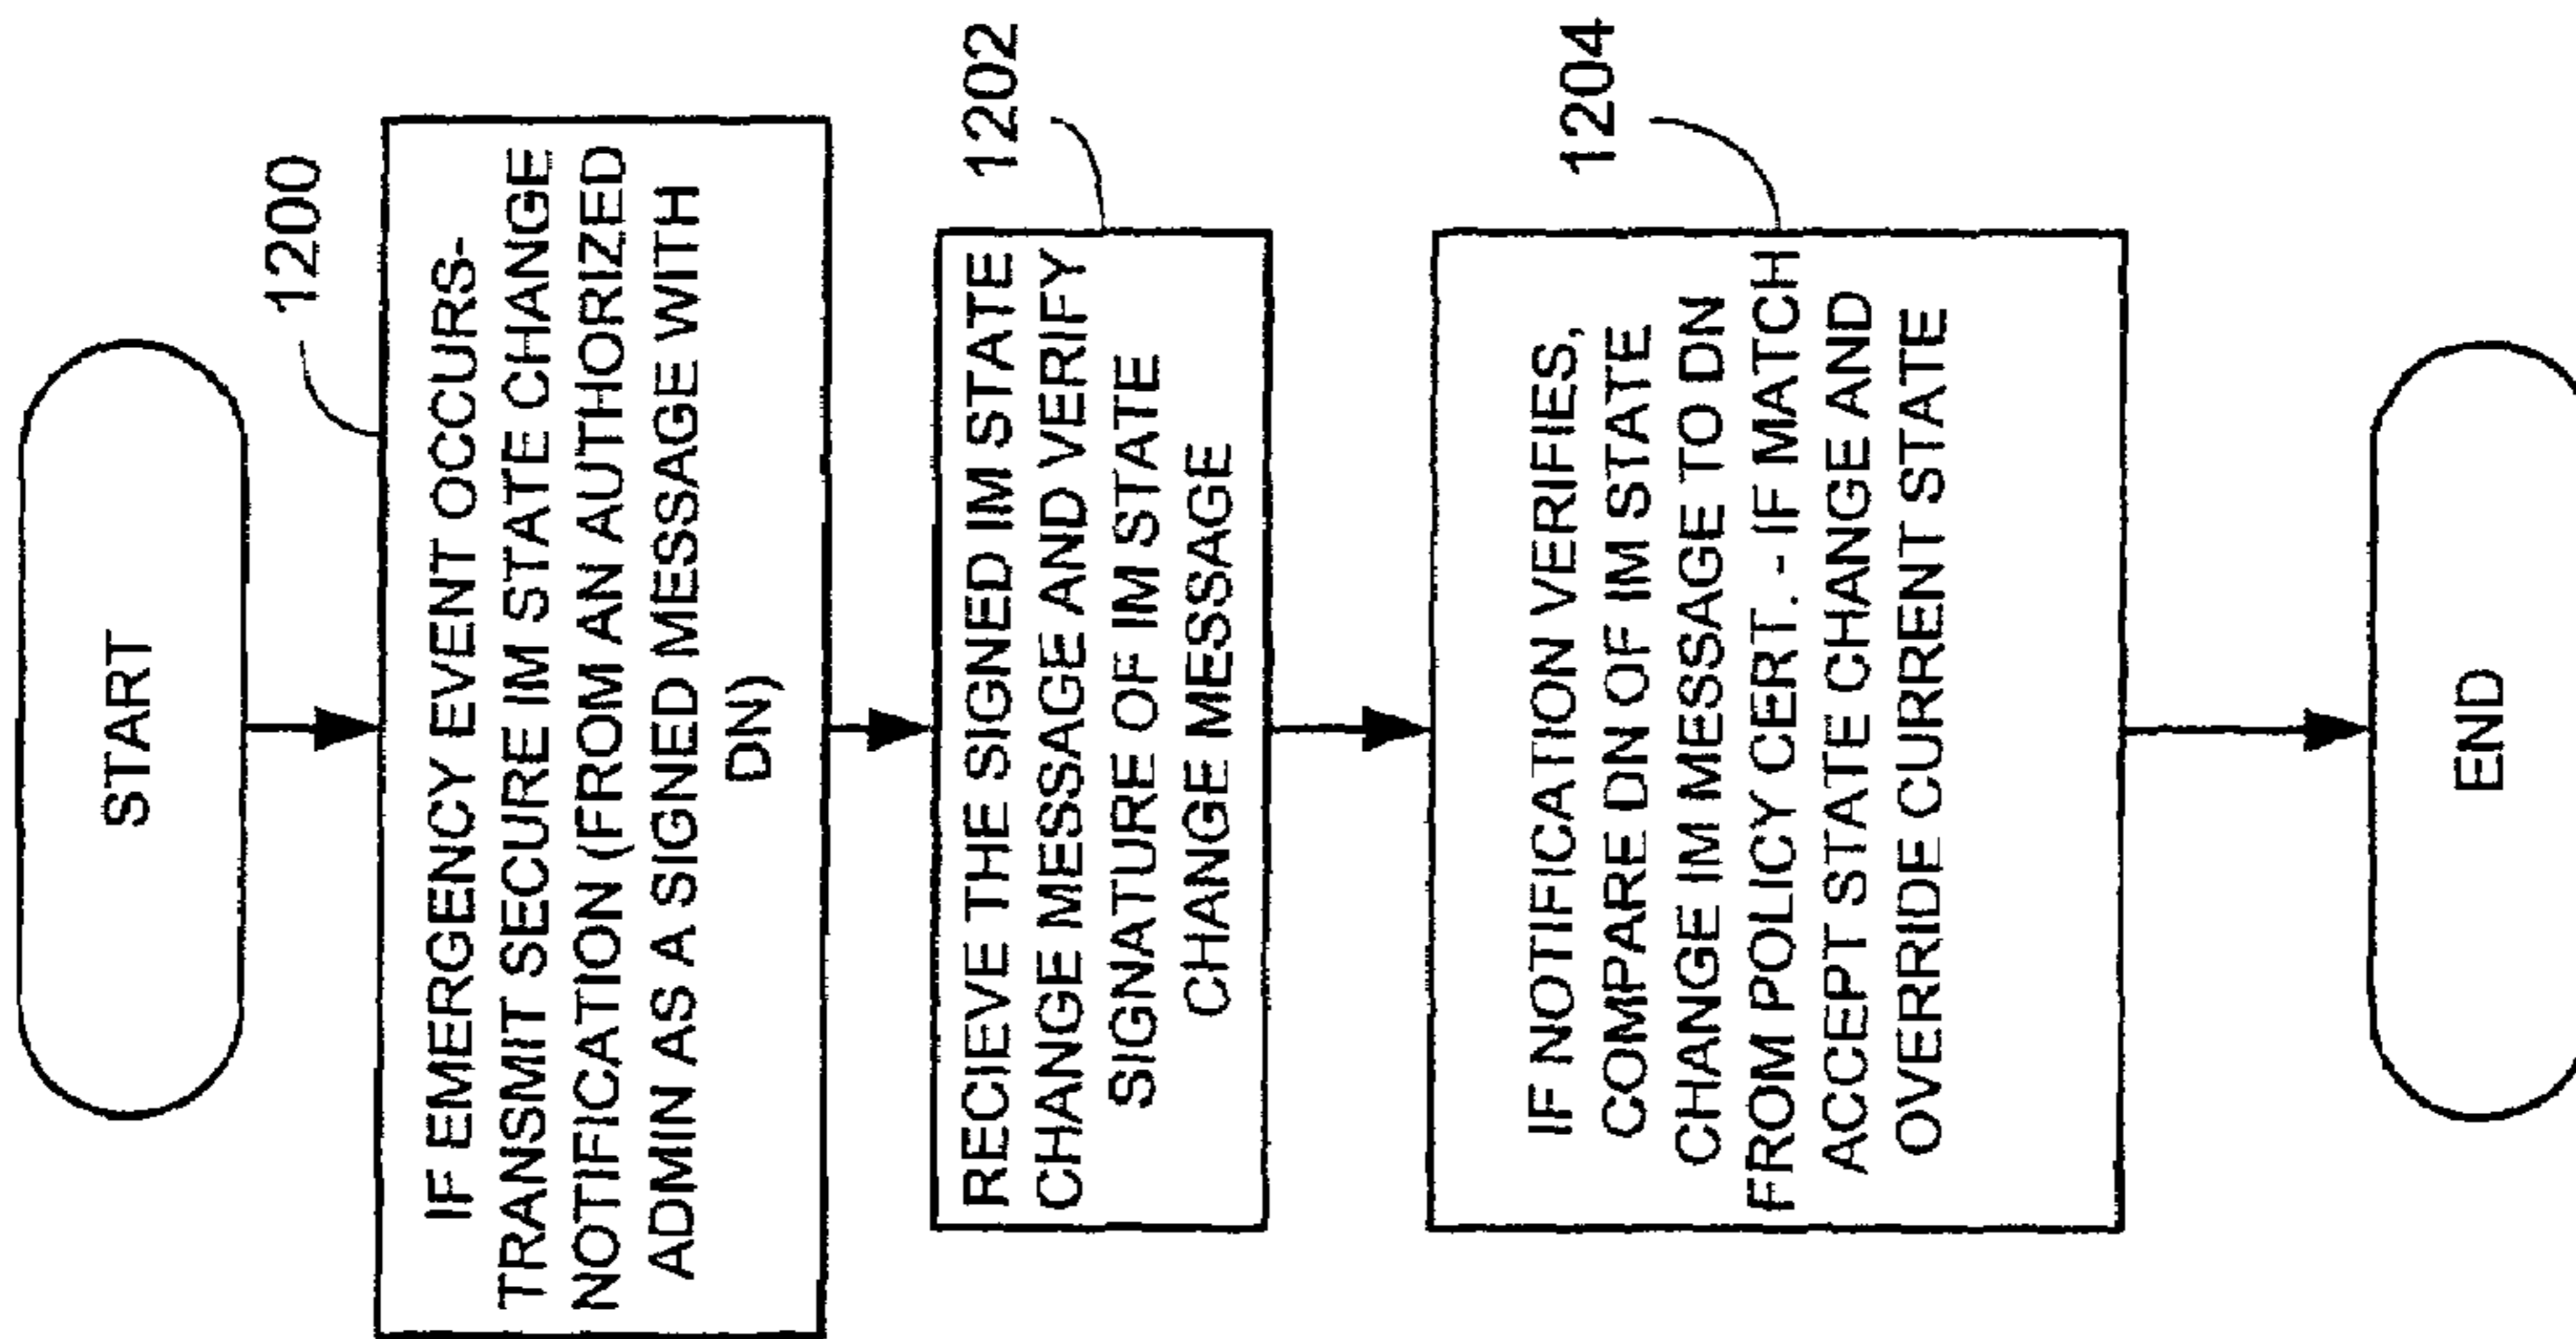 START
1200
IF EMERGENCY EVENT OCCURS-
TRANSMIT SECURE IM STATE CHANGE
NOTIFICATION (FROM AN AUTHORIZED
ADMIN AS A SIGNED MESSAGE WITH
DN)
1202
RECIEVE THE SIGNED IM STATE
CHANGE MESSAGE AND VERIFY
SIGNATURE OF IM STATE
CHANGE MESSAGE
1204
IF NOTIFICATION VERIFIES,
COMPARE DN OF IM STATE
CHANGE IM MESSAGE TO DN
FROM POLICY CERT. - IF MATCH
ACCEPT STATE CHANGE AND
OVERRIDE CURRENT STATE
END